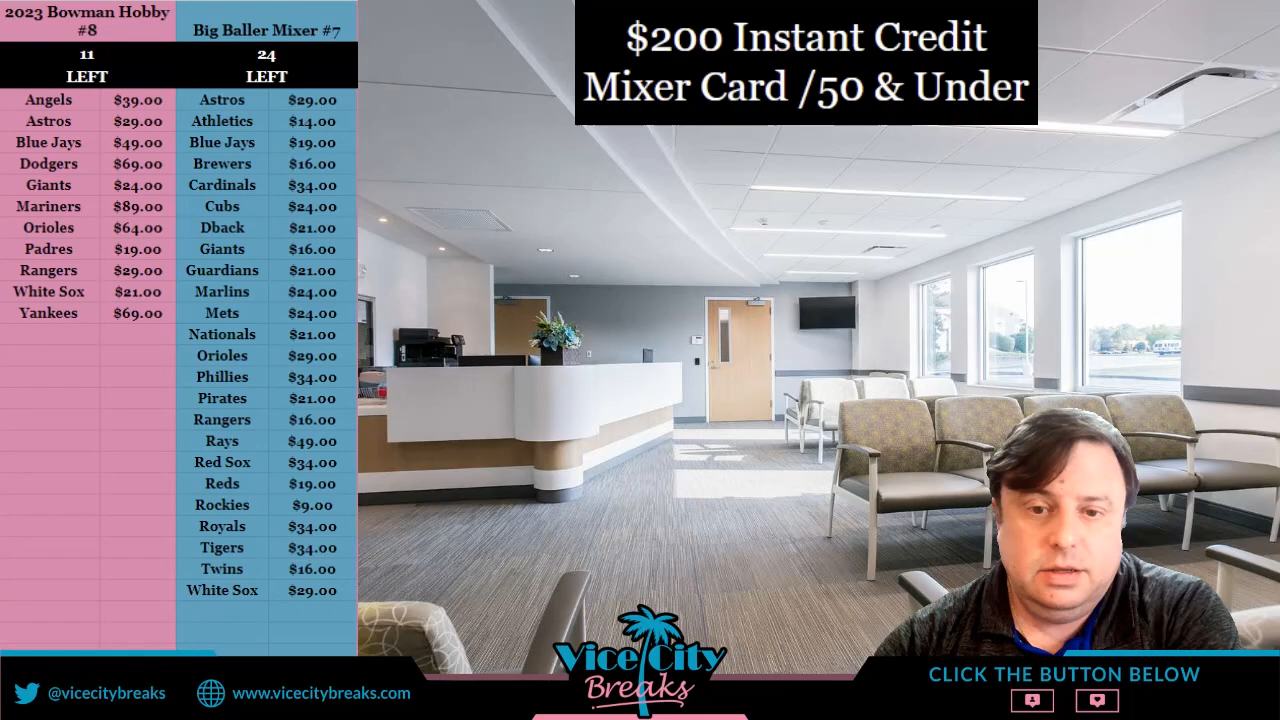 2023 Bowman Hobby #8
Big Baller Mixer #7
11 LEFT
24 LEFT
Angels $39.00 Astros $29.00
Astros $29.00 Athletics $14.00
Blue Jays $49.00 Blue Jays $19.00
Dodgers $69.00 Brewers $16.00
Giants $24.00 Cardinals $34.00
Mariners $89.00 Cubs $24.00
Orioles $64.00 Dback $21.00
Padres $19.00 Giants $16.00
Rangers $29.00 Guardians $21.00
White Sox $21.00 Marlins $24.00
Yankees $69.00 Mets $24.00
Nationals $21.00
Orioles $29.00
Phillies $34.00
Pirates $21.00
Rangers $16.00
Rays $49.00
Red Sox $34.00
Reds $19.00
Rockies $9.00
Royals $34.00
Tigers $34.00
Twins $16.00
White Sox $29.00
$200 Instant Credit
Mixer Card /50 & Under
@vicecitybreaks
www.vicecitybreaks.com
Vice City
Breaks
CLICK THE BUTTON BELOW